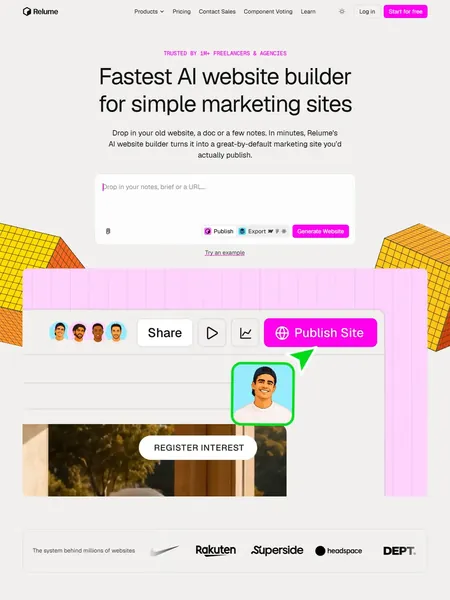 Relume
Products
Pricing
Contact Sales
Component Voting
Learn
Log in
Start for free
TRUSTED BY 1M+ FREELANCERS & AGENCIES
Fastest AI website builder
for simple marketing sites
Drop in your old website, a doc or a few notes. In minutes, Relume's
AI website builder turns it into a great-by-default marketing site you'd
actually publish.
Drop in your notes, brief or a URL...
Publish
Export
Generate Website
Try an example
Share
Publish Site
REGISTER INTEREST
The system behind millions of websites
Rakuten
Superside
headspace
DEPT.